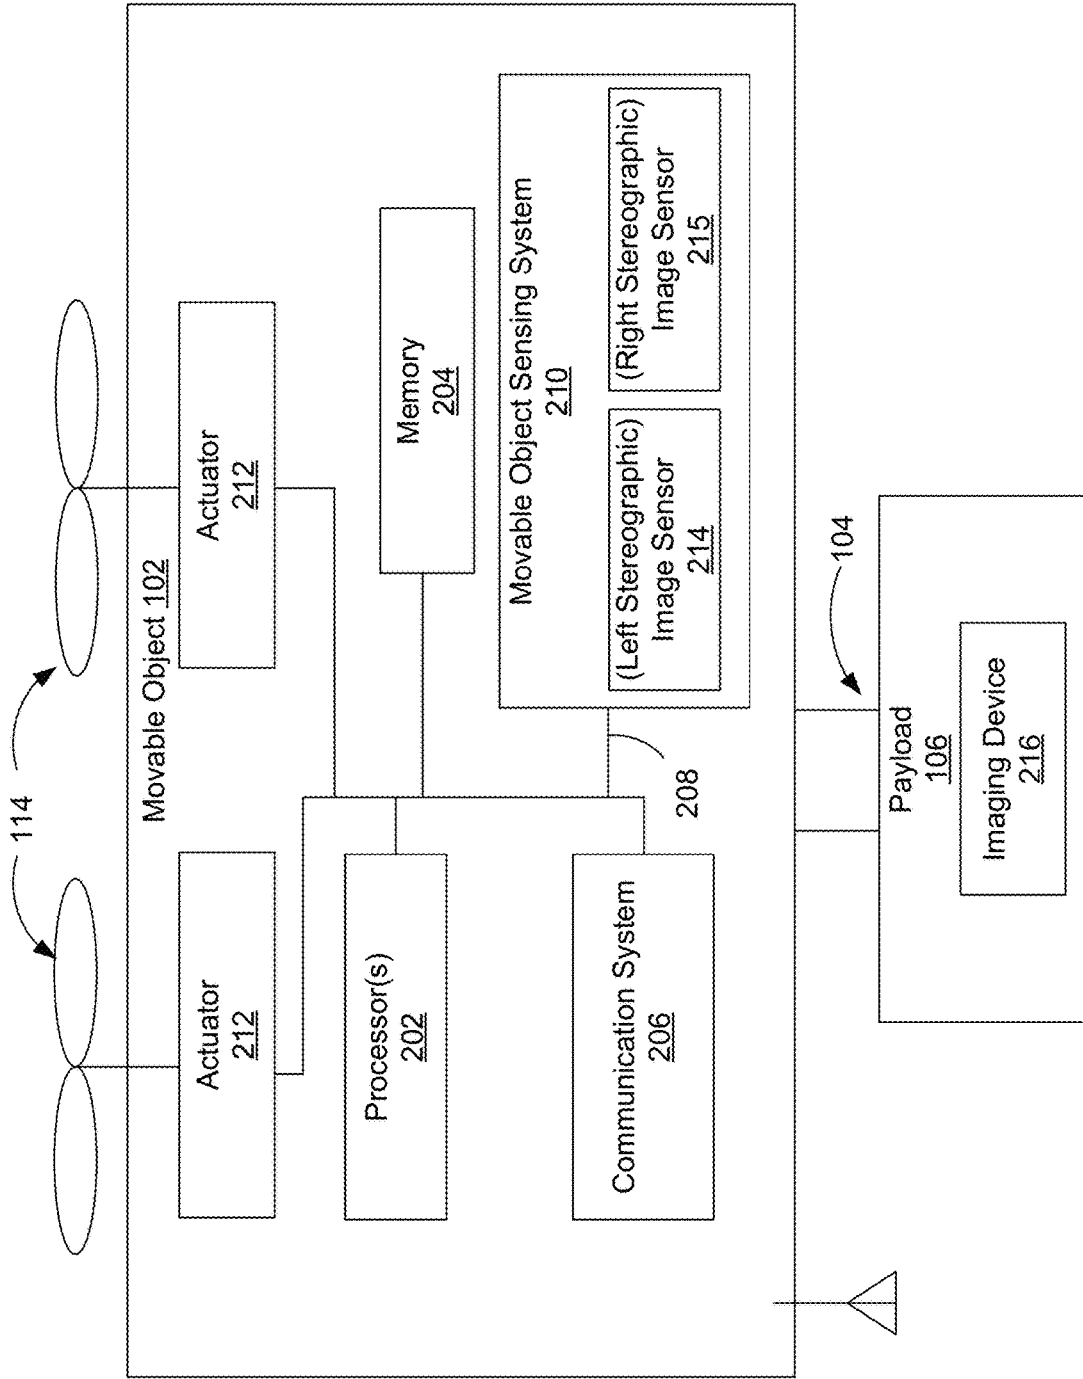 114
Movable Object 102
Actuator
212
Actuator
212
Processor(s)
202
Memory
204
Communication System
206
Movable Object Sensing System
210
(Left Stereographic)
Image Sensor
214
(Right Stereographic)
Image Sensor
215
208
104
Payload
106
Imaging Device
216